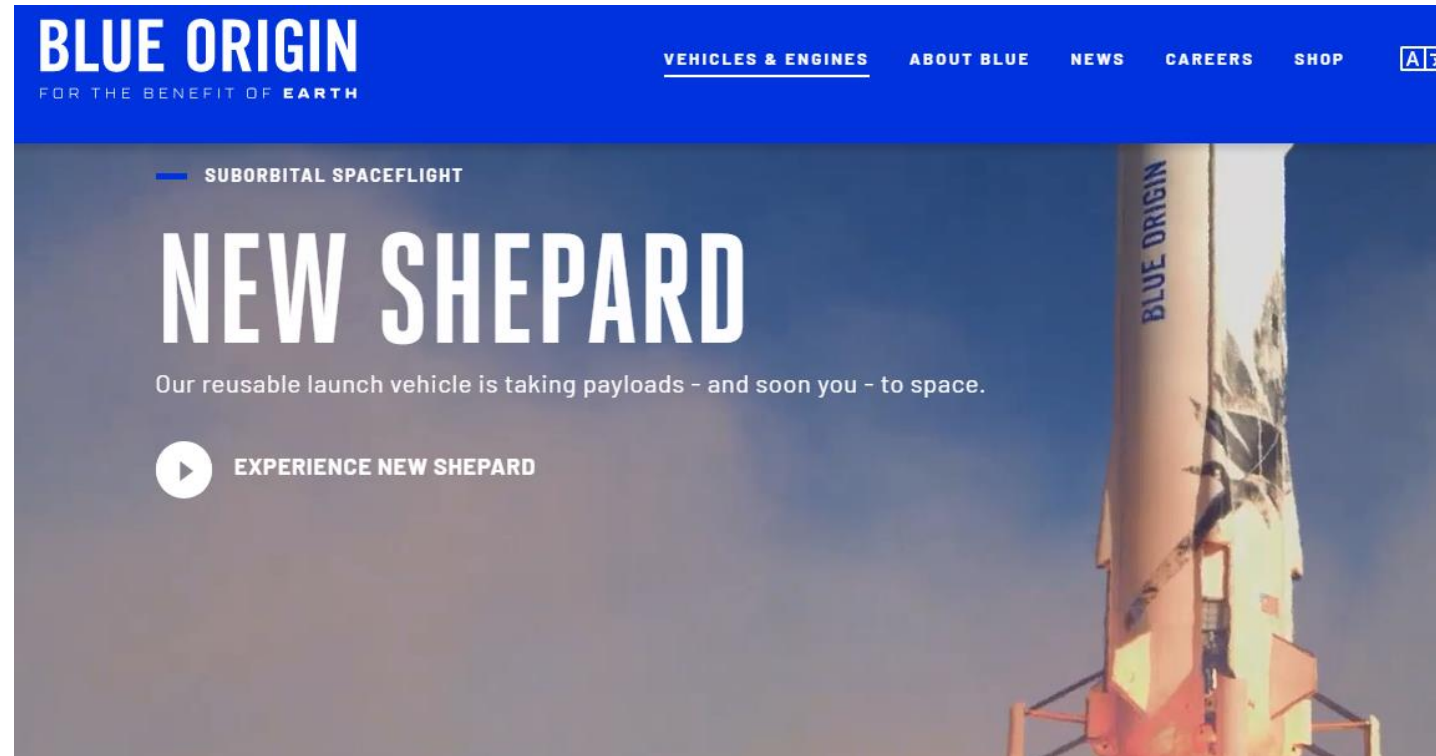 BLUE ORIGIN
FOR THE BENEFIT OF EARTH
VEHICLES & ENGINES ABOUT BLUE NEWS CAREERS SHOP
A
SUBORBITAL SPACEFLIGHT
NEW SHEPARD
Our reusable launch vehicle is taking payloads - and soon you - to space.
EXPERIENCE NEW SHEPARD
BLUE ORIGIN